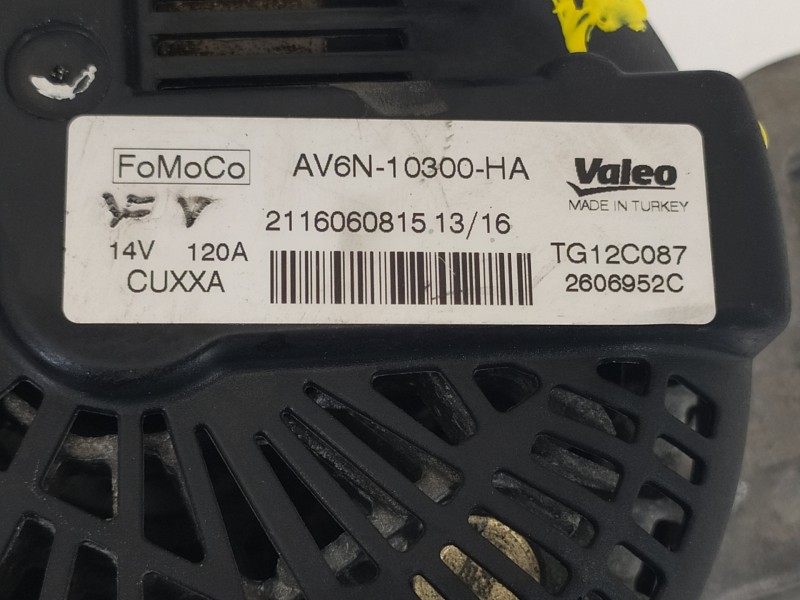 FoMoCo AV6N-10300-HA Valeo
MADE IN TURKEY
2116060815 13/16
14V 120A TG12C087
CUXXA 2606952C